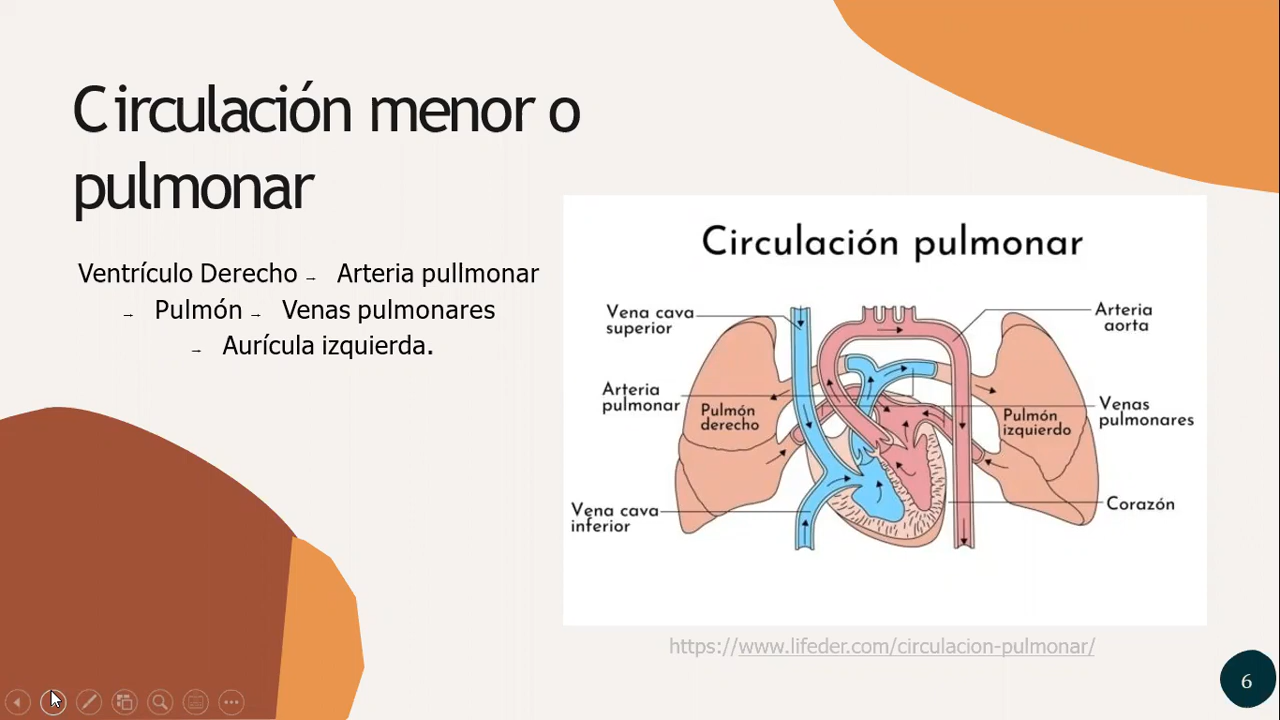 Circulación menor o
pulmonar
Ventrículo Derecho → Arteria pullmonar
→ Pulmón → Venas pulmonares
→ Aurícula izquierda.
Circulación pulmonar
Vena cava
superior
Arteria
aorta
Arteria
pulmonar
Pulmón
derecho
Pulmón
izquierdo
Venas
pulmonares
Vena cava
inferior
Corazón
https://www.lifeder.com/circulacion-pulmonar/
6